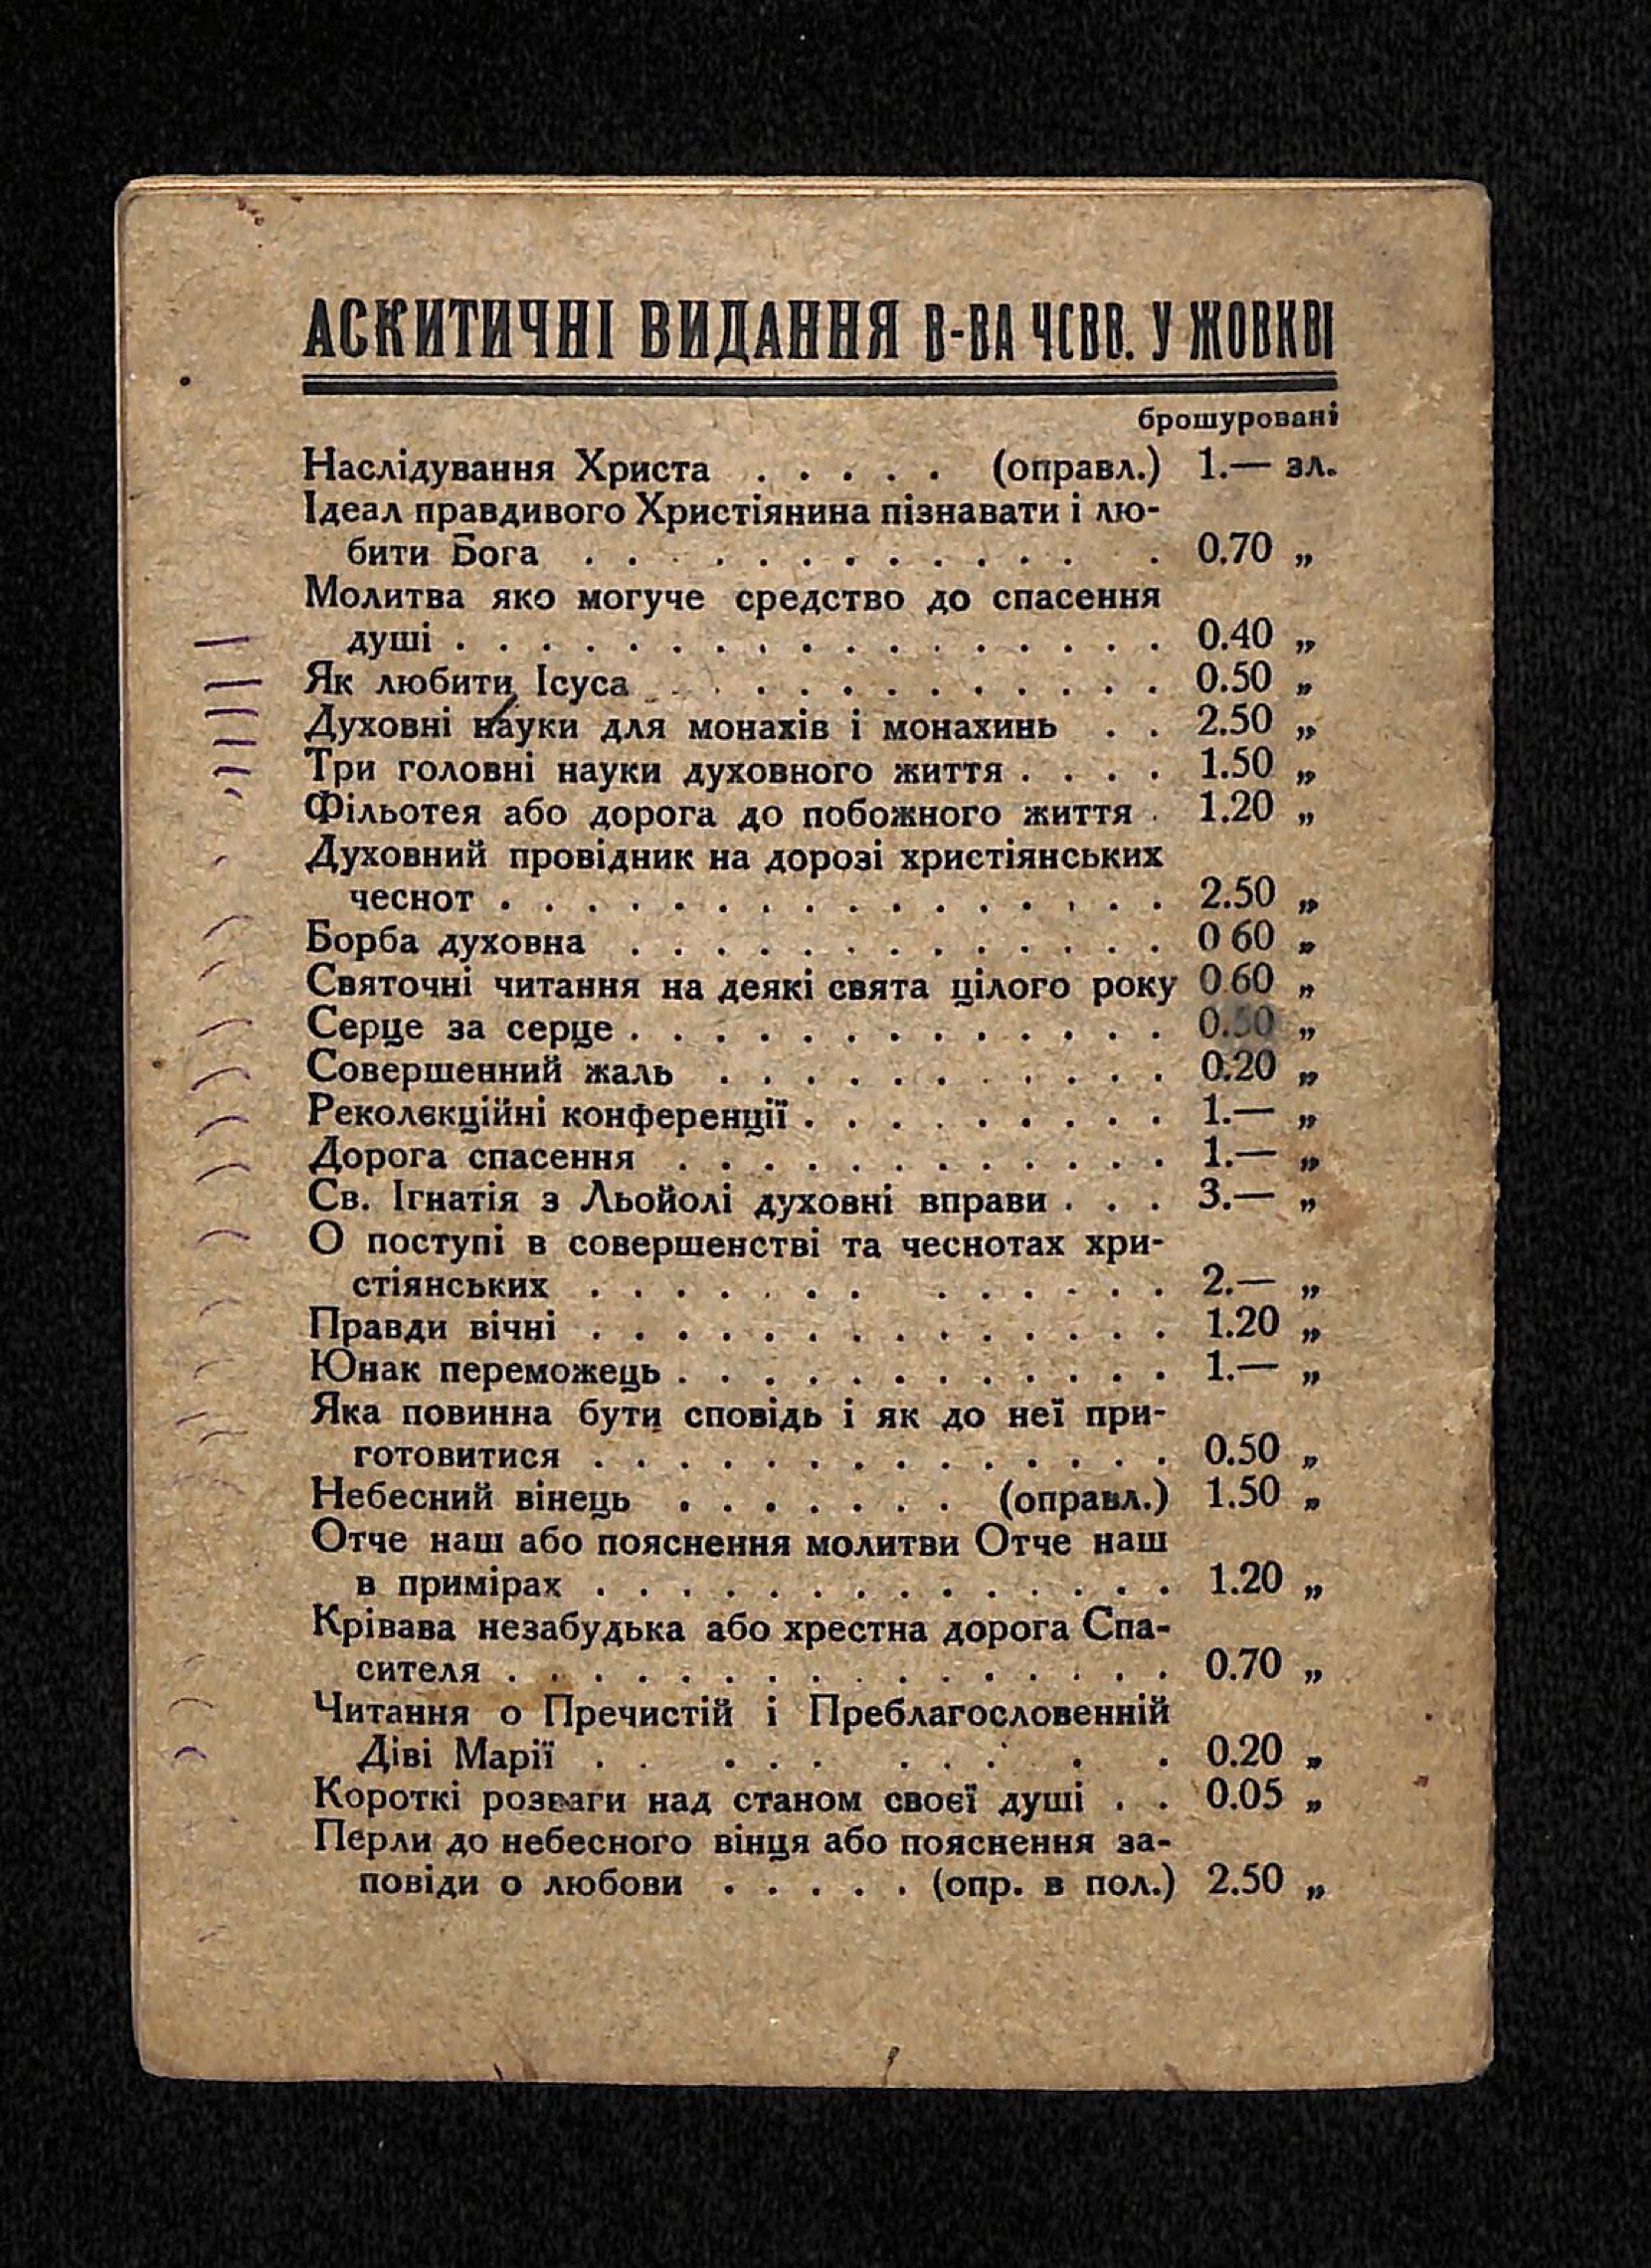 АСКИТИЧНІ ВИДАННЯ В-ВА ЧСВВ. У ЖОВКВІ
брошуровані
Наслідування Христа . . . . . (оправл.) 1.— зл.
Ідеал правдивого Христіянина пізнавати і лю-
бити Бога . . . . . . . . . . . . . 0.70 „
Молитва яко могуче средство до спасення
душі . . . . . . . . . . . . . . . . . 0.40 „
Як любити Ісуса . . . . . . . . . . . . 0.50 „
Духовні науки для монахів і монахинь . . 2.50 „
Три головні науки духовного життя . . . . 1.50 „
Фільотея або дорога до побожного життя . 1.20 „
Духовний провідник на дорозі христіянських
чеснот . . . . . . . . . . . . . . . . 2.50 „
Борба духовна . . . . . . . . . . . . . 0 60 „
Святочні читання на деякі свята цілого року 0 60 „
Серце за серце . . . . . . . . . . . . . „
Совершенний жаль . . . . . . . . . . . 0.20 „
Реколєкційні конференції . . . . . . . . . 1.— „
Дорога спасення . . . . . . . . . . . . 1.— „
Св. Ігнатія з Льойолі духовні вправи . . . 3.— „
О поступі в совершенстві та чеснотах хри-
стіянських . . . . . . . . . . . . . 2.— „
Правди вічні . . . . . . . . . . . . . . 1.20 „
Юнак переможець . . . . . . . . . . . . 1.— „
Яка повинна бути сповідь і як до неї при-
готовитися . . . . . . . . . . . . . . 0.50 „
Небесний вінець . . . . . . . (оправл.) 1.50 „
Отче наш або пояснення молитви Отче наш
в примірах . . . . . . . . . . . . . . 1.20 „
Крівава незабудька або хрестна дорога Спа-
сителя . . . . . . . . . . . . . . . . 0.70 „
Читання о Пречистій і Преблагословенній
Діві Марії . . . . . . . . . . 0.20 „
Короткі розваги над станом своєї душі . . 0.05 „
Перли до небесного вінця або пояснення за-
повіди о любови . . . . . (опр. в пол.) 2.50 „